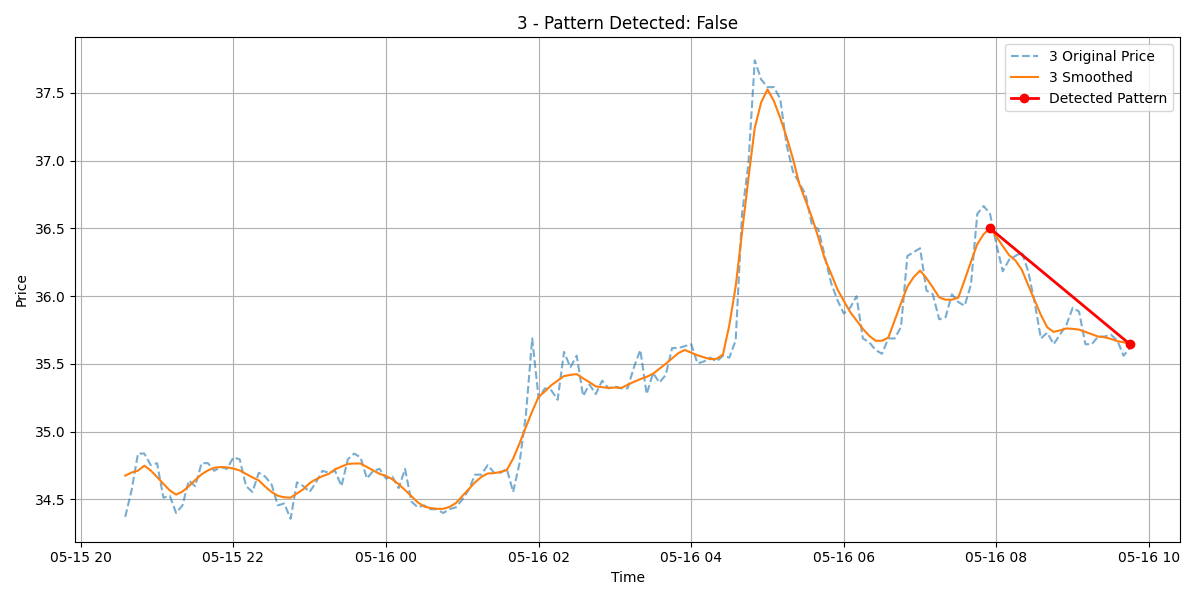 3 - Pattern Detected: False
3 Original Price
3 Smoothed
Detected Pattern
Price
37.5
37.0
36.5
36.0
35.5
35.0
34.5
05-15 20 05-15 22 05-16 00 05-16 02 05-16 04 05-16 06 05-16 08 05-16 10
Time